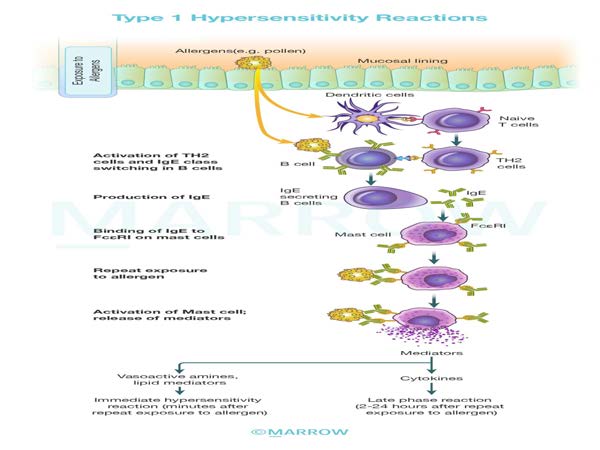 Type 1 Hypersensitivity Reactions
Exposure to
Allergens
Allergens(e.g. pollen)
Mucosal lining
Dendritic cells
Naive
T cells
Activation of TH2
cells and IgE class
switching in B cells
B cell
TH2
cells
Production of IgE
IgE
secreting
B cells
IgE
MARROW
Binding of IgE to
FcεRI on mast cells
Mast cell
FcεRI
Repeat exposure
to allergen
Activation of Mast cell;
release of mediators
Mediators
Vasoactive amines,
lipid mediators
Cytokines
Immediate hypersensitivity
reaction (minutes after
repeat exposure to allergen)
Late phase reaction
(2-24 hours after repeat
exposure to allergen)
©MARROW